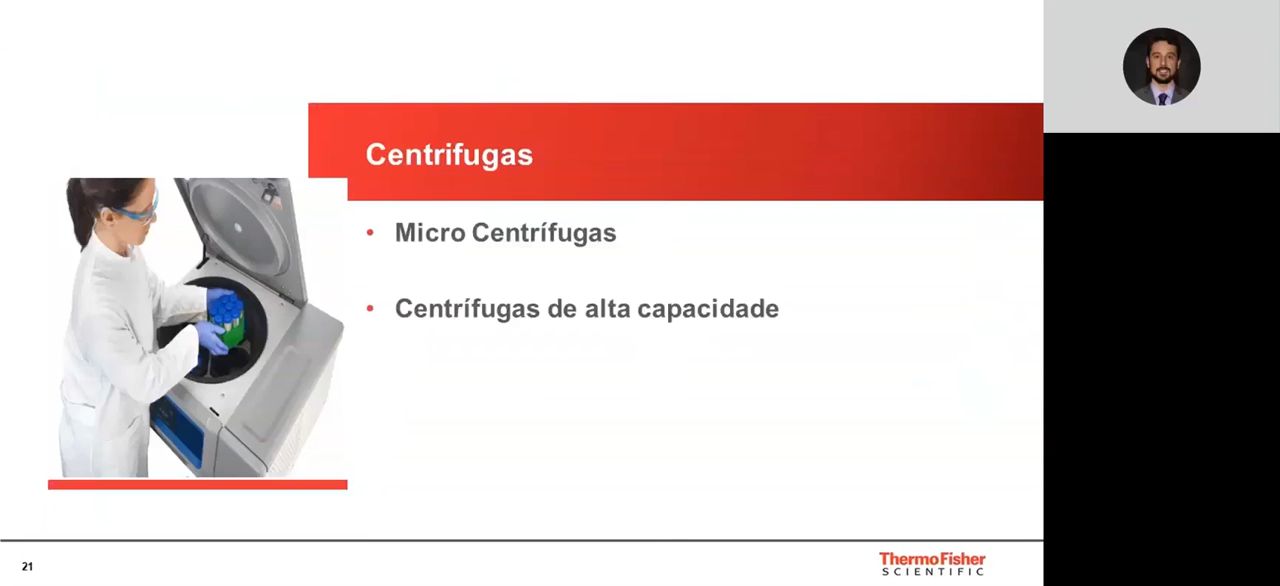 Centrifugas
• Micro Centrífugas
• Centrífugas de alta capacidade
21
ThermoFisher
SCIENTIFIC